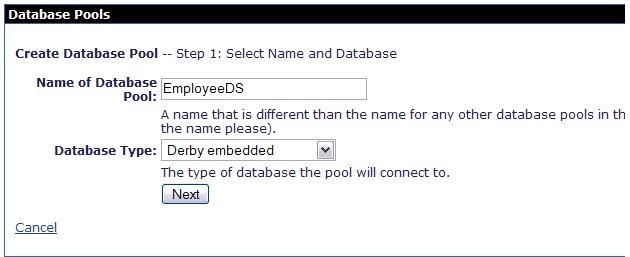 Database Pools
Create Database Pool -- Step 1: Select Name and Database
Name of Database Pool: EmployeeDS
A name that is different than the name for any other database pools in th
the name please).
Database Type: Derby embedded
The type of database the pool will connect to.
Next
Cancel